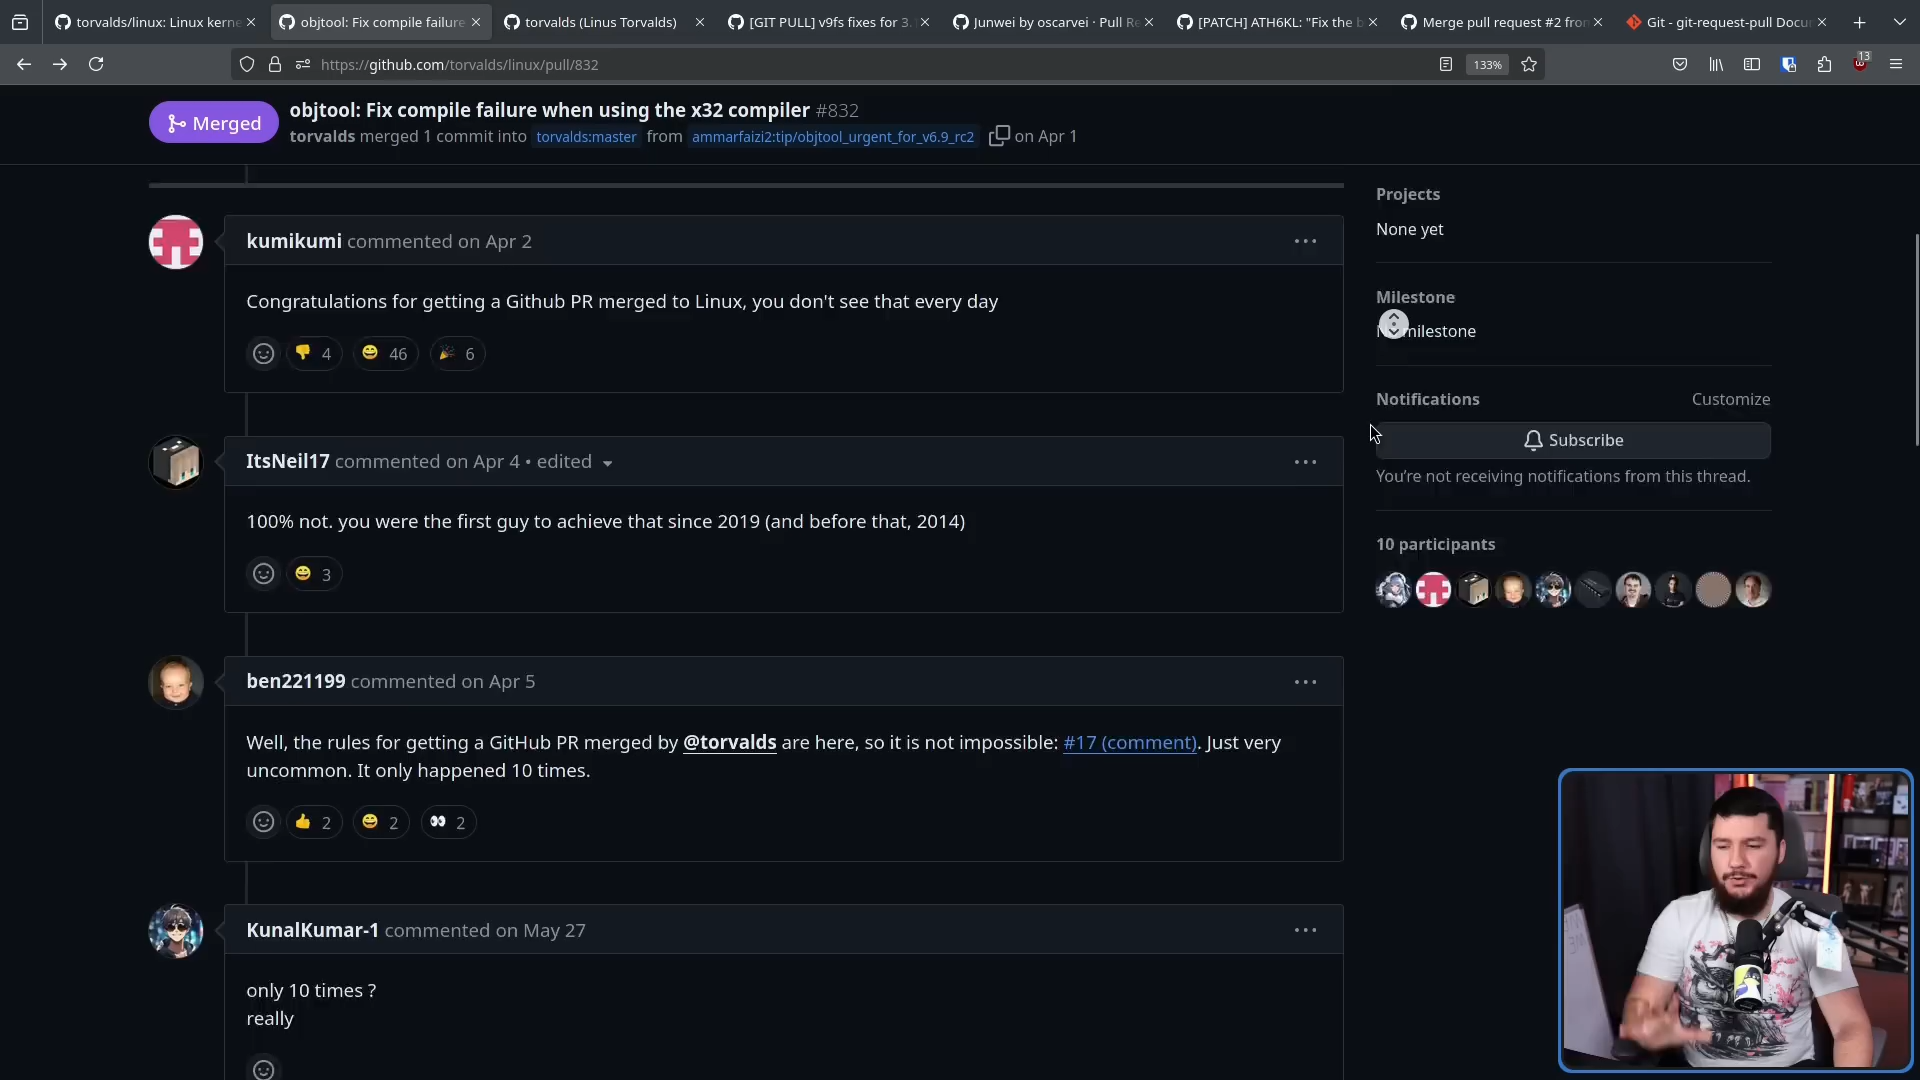 torvalds/linux: Linux kerne
objtool: Fix compile failure
torvalds (Linus Torvalds)
[GIT PULL] v9fs fixes for 3.
Junwei by oscarvei · Pull Re
[PATCH] ATH6KL: "Fix the b
Merge pull request #2 fron
Git - git-request-pull Docur
https://github.com/torvalds/linux/pull/832
133%
13
Merged
objtool: Fix compile failure when using the x32 compiler #832
torvalds merged 1 commit into torvalds:master from ammarfaizi2:tip/objtool_urgent_for_v6.9_rc2 on Apr 1
kumikumi commented on Apr 2
Congratulations for getting a Github PR merged to Linux, you don't see that every day
4
46
6
ItsNeil17 commented on Apr 4 • edited
100% not. you were the first guy to achieve that since 2019 (and before that, 2014)
3
ben221199 commented on Apr 5
Well, the rules for getting a GitHub PR merged by @torvalds are here, so it is not impossible: #17 (comment). Just very
uncommon. It only happened 10 times.
2
2
2
KunalKumar-1 commented on May 27
only 10 times ?
really
Projects
None yet
Milestone
milestone
Notifications
Customize
Subscribe
You're not receiving notifications from this thread.
10 participants